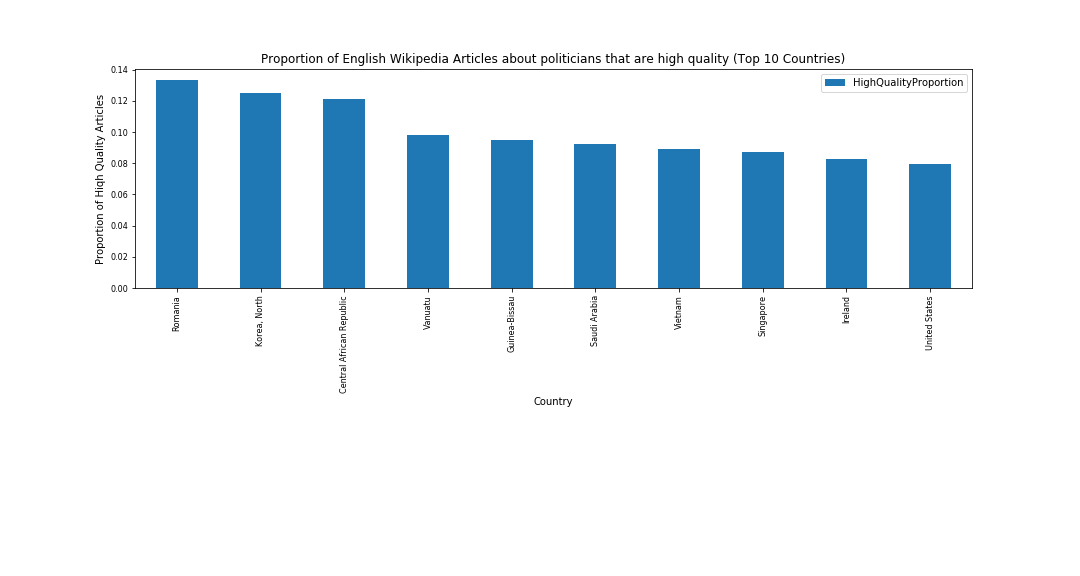 Proportion of English Wikipedia Articles about politicians that are high quality (Top 10 Countries)
HighQualityProportion
Proportion of High Quality Articles
0.14
0.12
0.10
0.08
0.06
0.04
0.02
0.00
Romania
Korea, North
Central African Republic
Vanuatu
Guinea-Bissau
Saudi Arabia
Vietnam
Singapore
Ireland
United States
Country